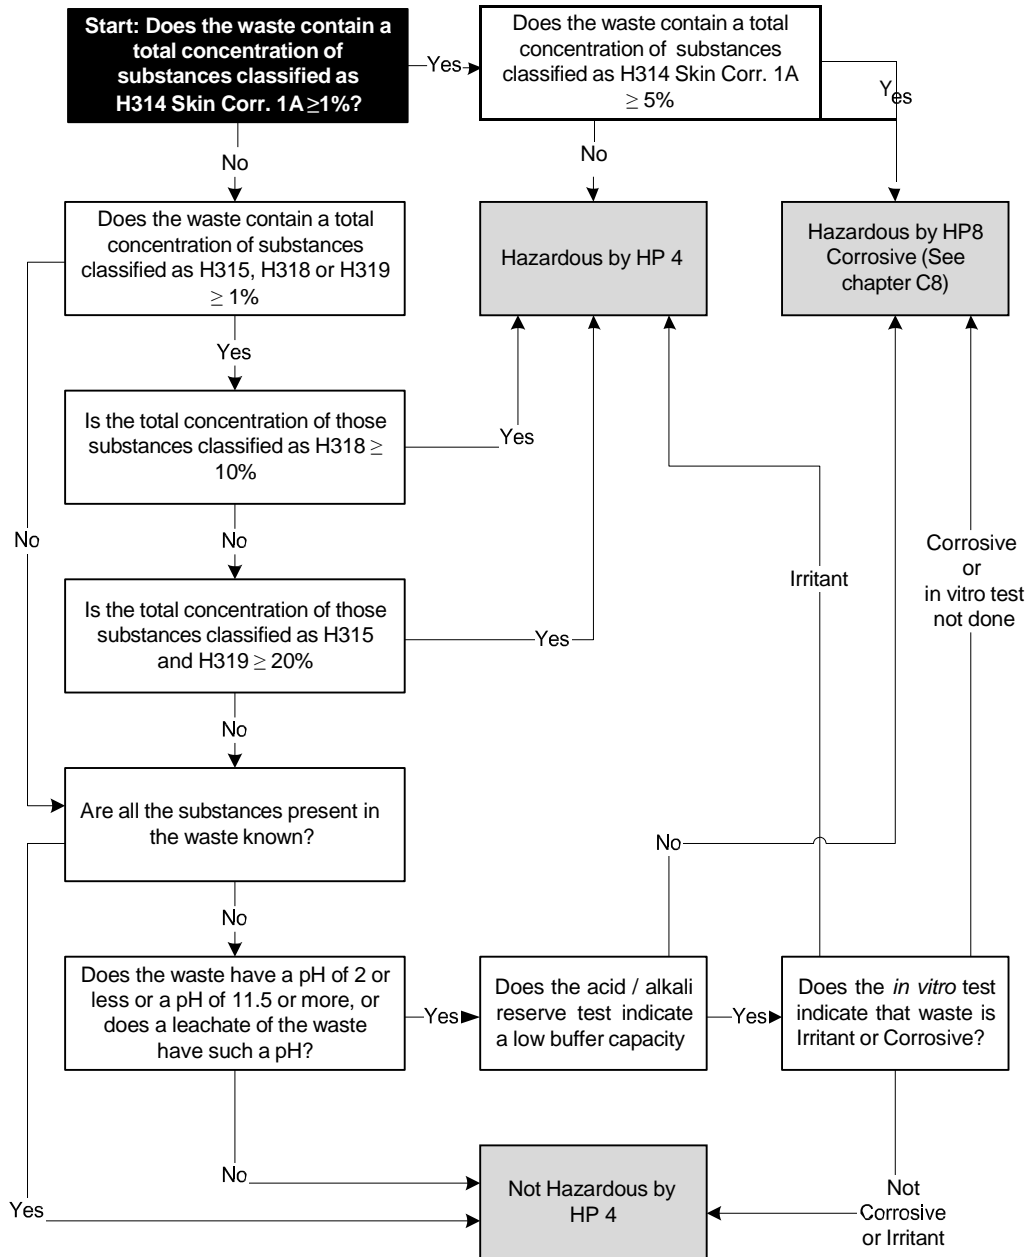 Start: Does the waste contain a
total concentration of
substances classified as
H314 Skin Corr. 1A ≥1%?
Yes
Does the waste contain a total
concentration of substances
classified as H314 Skin Corr. 1A
≥ 5%
Yes
No
No
Does the waste contain a total
concentration of substances
classified as H315, H318 or H319
≥ 1%
Hazardous by HP 4
Hazardous by HP8
Corrosive (See
chapter C8)
Yes
Is the total concentration of those
substances classified as H318 ≥
10%
Yes
No
No
Corrosive
or
in vitro test
not done
Irritant
Is the total concentration of those
substances classified as H315
and H319 ≥ 20%
Yes
No
Are all the substances present in
the waste known?
No
No
Does the waste have a pH of 2 or
less or a pH of 11.5 or more, or
does a leachate of the waste
have such a pH?
Yes
Does the acid / alkali
reserve test indicate
a low buffer capacity
Yes
Does the in vitro test
indicate that waste is
Irritant or Corrosive?
No
Yes
Not Hazardous by
HP 4
Not
Corrosive
or Irritant